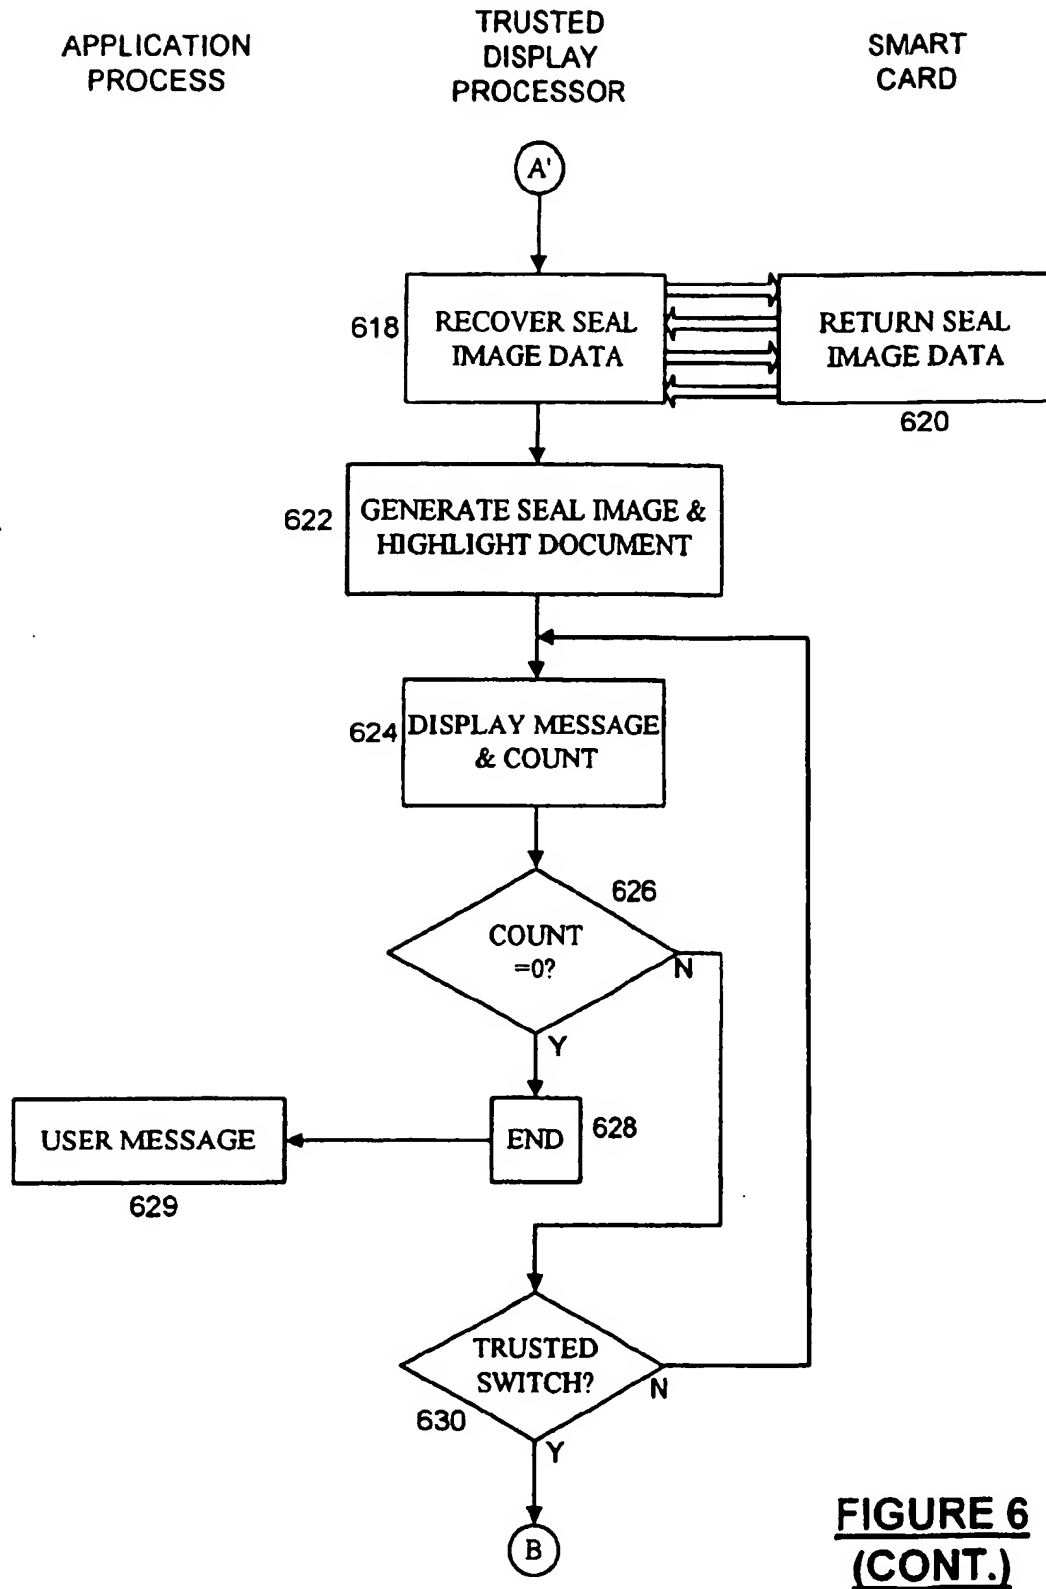 APPLICATION
PROCESS
TRUSTED
DISPLAY
PROCESSOR
SMART
CARD
A'
618
RECOVER SEAL
IMAGE DATA
RETURN SEAL
IMAGE DATA
620
622
GENERATE SEAL IMAGE &
HIGHLIGHT DOCUMENT
624
DISPLAY MESSAGE
& COUNT
626
COUNT
=0?
N
Y
USER MESSAGE
629
END
628
TRUSTED
SWITCH?
N
630
Y
B
FIGURE 6
(CONT.)